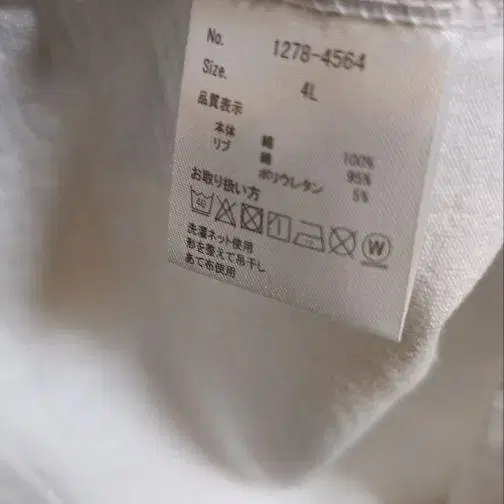 No. 1278-4564
Size. 4L
品質表示
本体 綿 100%
リブ 綿 95%
ポリウレタン 5%
お取り扱い方
40 W
洗濯ネット使用
形を整えて吊干し
あて布使用